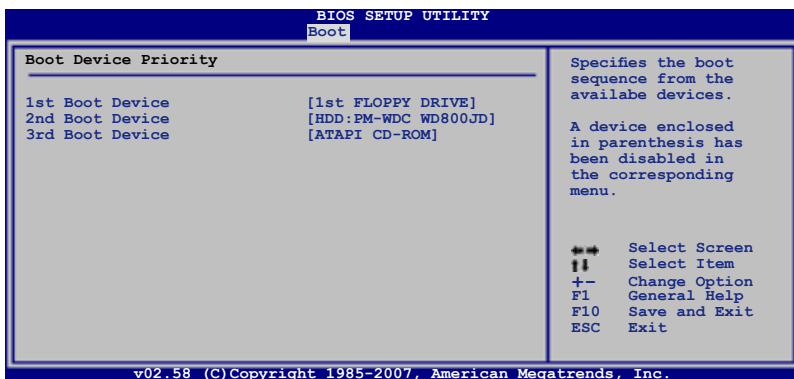 BIOS SETUP UTILITY
Boot
Boot Device Priority
1st Boot Device [1st FLOPPY DRIVE]
2nd Boot Device [HDD:PM-WDC WD800JD]
3rd Boot Device [ATAPI CD-ROM]
Specifies the boot
sequence from the
availabe devices.
A device enclosed
in parenthesis has
been disabled in
the corresponding
menu.
←→ Select Screen
↑↓ Select Item
+- Change Option
F1 General Help
F10 Save and Exit
ESC Exit
v02.58 (C)Copyright 1985-2007, American Megatrends, Inc.